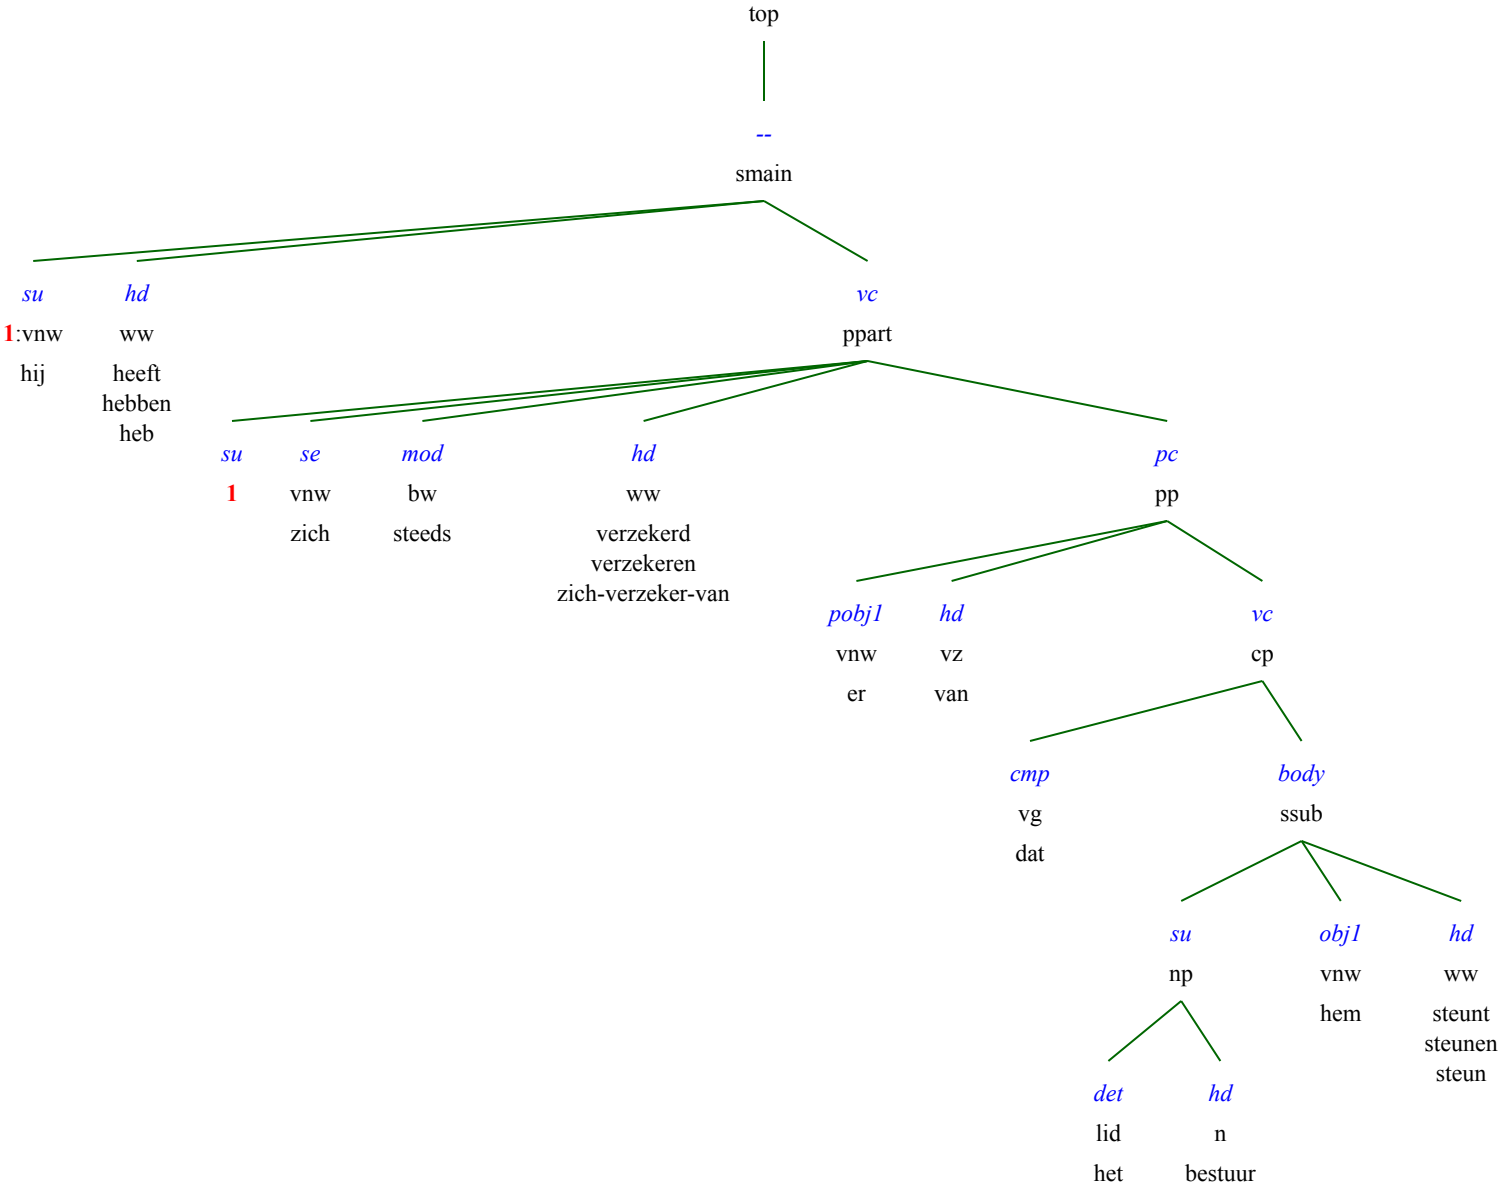 top
--
smain
su hd vc
1:vnw ww ppart
hij heeft
hebben
heb
su se mod hd pc
1 vnw bw ww pp
zich steeds verzekerd
verzekeren
zich-verzeker-van
pobj1 hd vc
vnw vz cp
er van
cmp body
vg ssub
dat
su obj1 hd
np vnw ww
hem steunt
steunen
steun
det hd
lid n
het bestuur